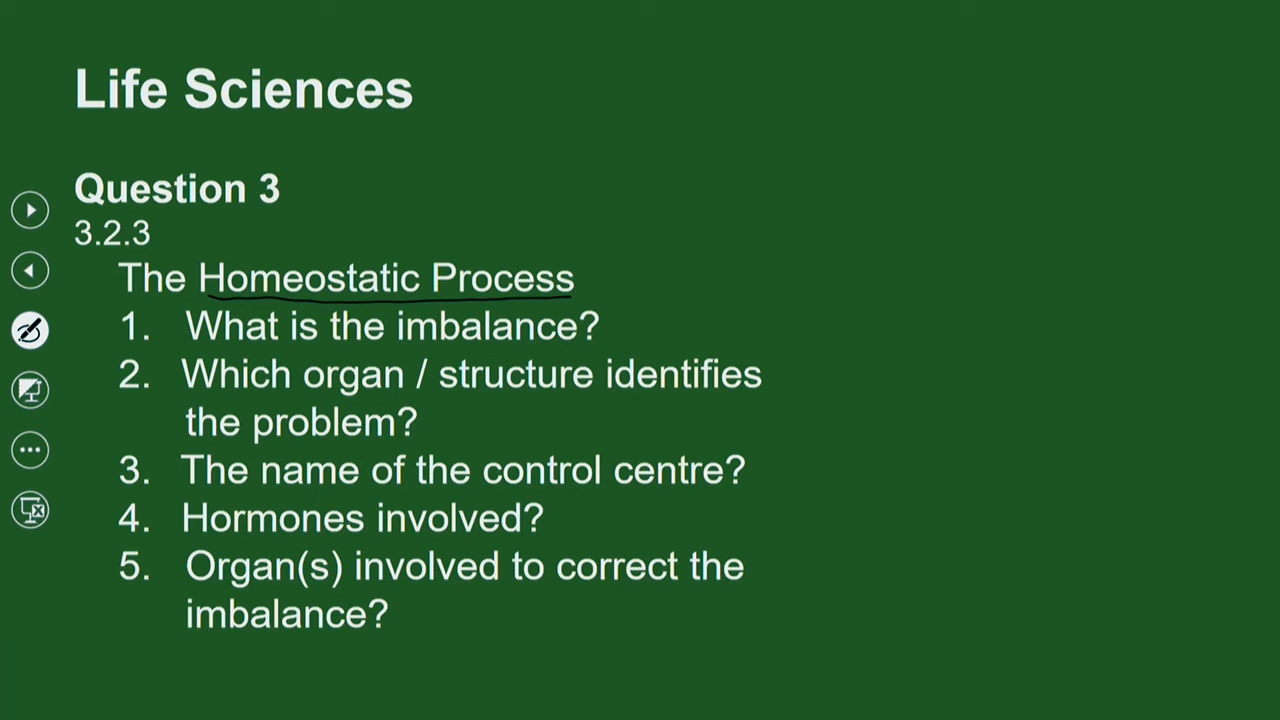 Life Sciences
Question 3
3.2.3
The Homeostatic Process
1. What is the imbalance?
2. Which organ / structure identifies
the problem?
3. The name of the control centre?
4. Hormones involved?
5. Organ(s) involved to correct the
imbalance?